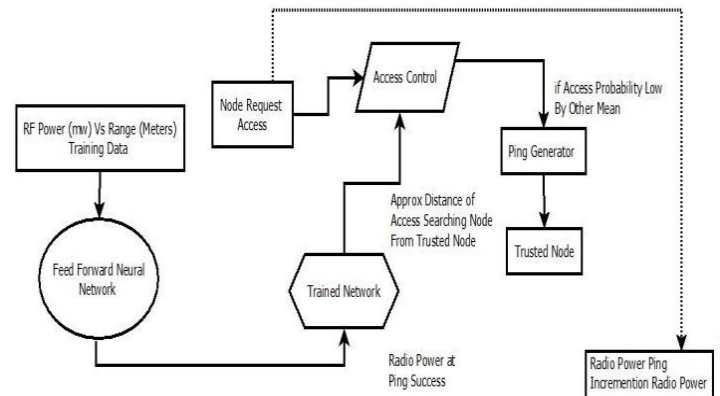 Access Control
Node Request
Access
if Access Probability Low
By Other Mean
RF Power (mw) Vs Range (Meters)
Training Data
Ping Generator
Approx Distance of
Access Searching Node
From Trusted Node
Trusted Node
Feed Forward Neural
Network
Trained Network
Radio Power at
Ping Success
Radio Power Ping
Incremention Radio Power